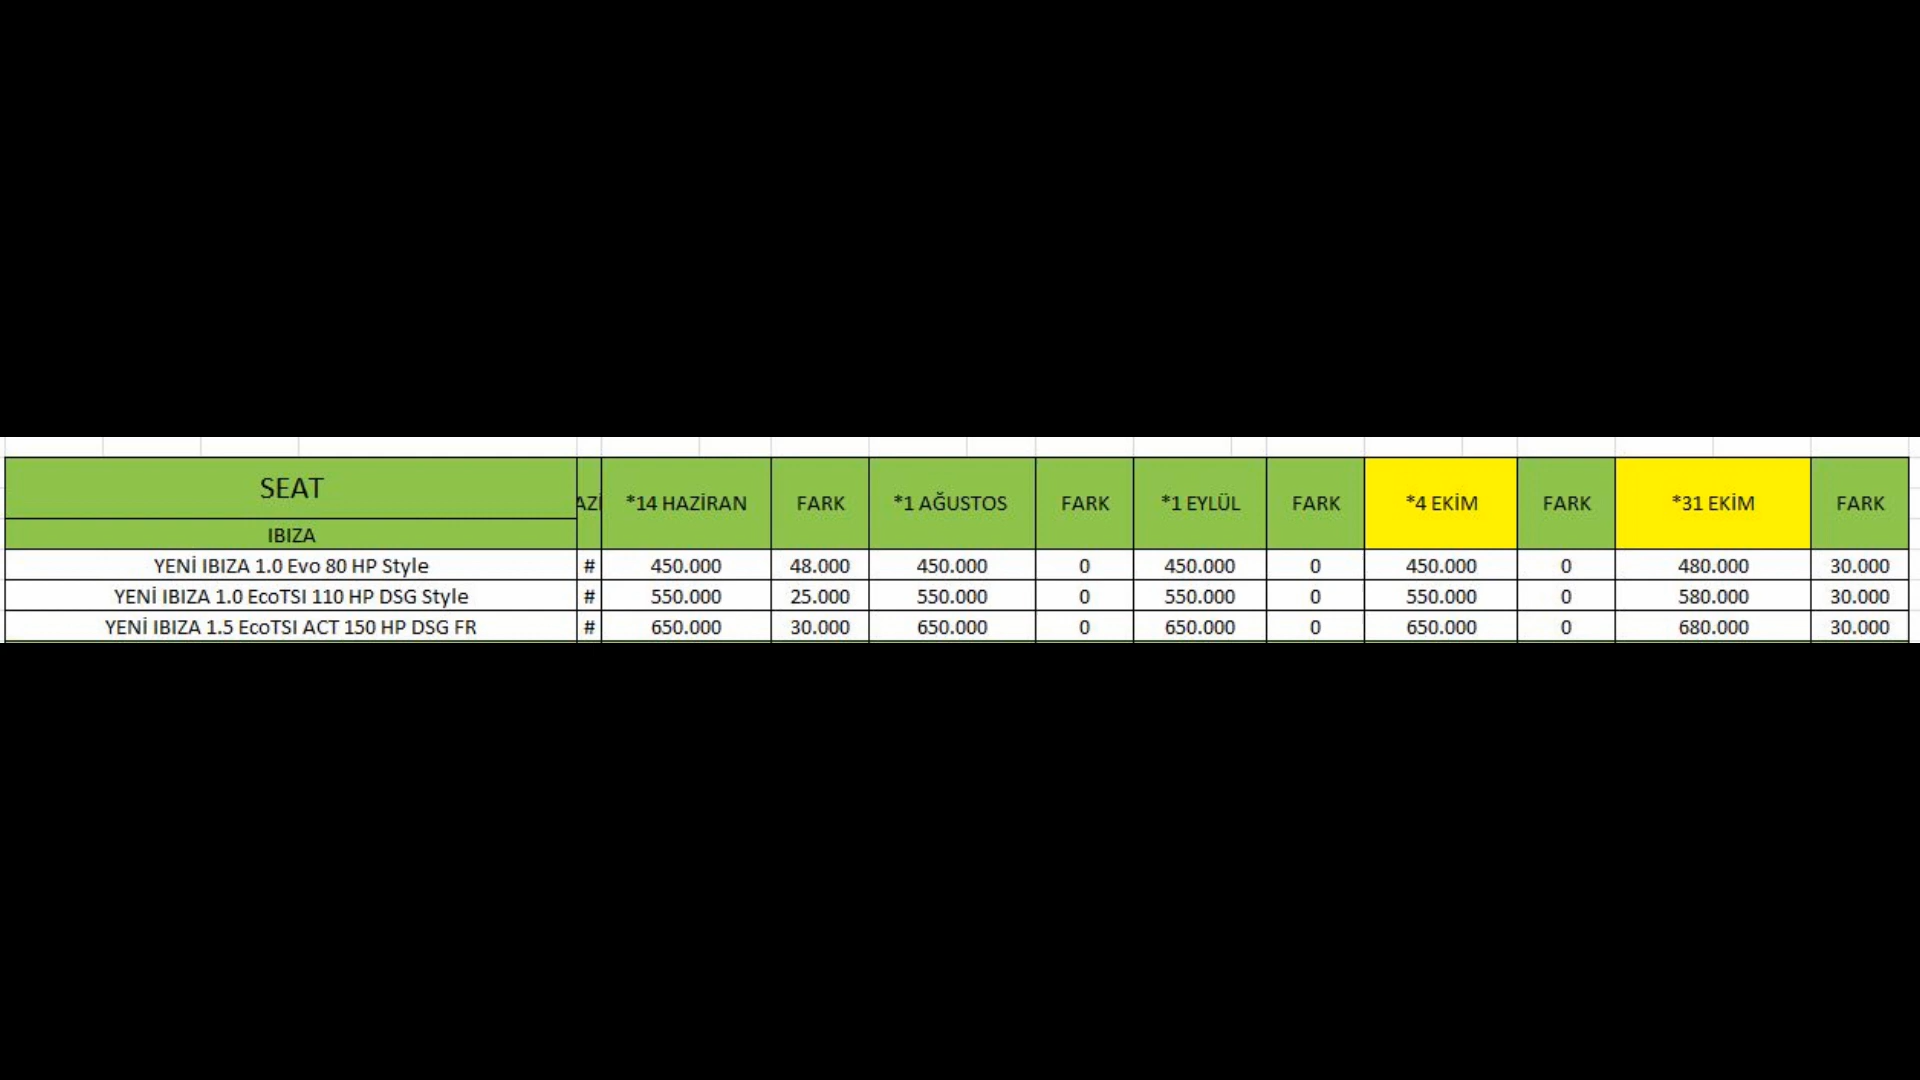 SEAT AZİ *14 HAZİRAN FARK *1 AĞUSTOS FARK *1 EYLÜL FARK *4 EKİM FARK *31 EKİM FARK
IBIZA
YENİ IBIZA 1.0 Evo 80 HP Style # 450.000 48.000 450.000 0 450.000 0 450.000 0 480.000 30.000
YENİ IBIZA 1.0 EcoTSI 110 HP DSG Style # 550.000 25.000 550.000 0 550.000 0 550.000 0 580.000 30.000
YENİ IBIZA 1.5 EcoTSI ACT 150 HP DSG FR # 650.000 30.000 650.000 0 650.000 0 650.000 0 680.000 30.000